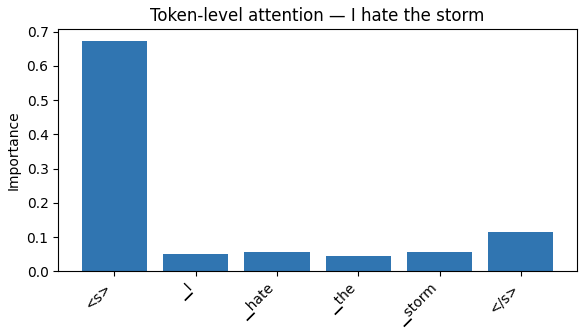 Token-level attention — I hate the storm
Importance
0.7
0.6
0.5
0.4
0.3
0.2
0.1
0.0
<s>
▁I
▁hate
▁the
▁storm
</s>